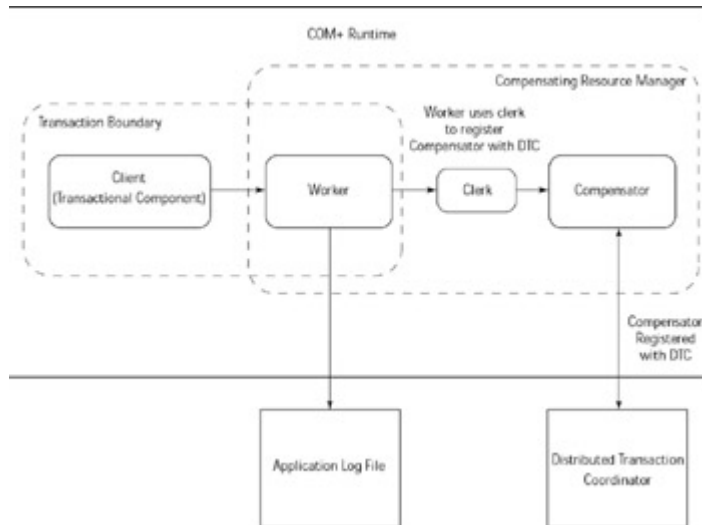 COM+ Runtime
Compensating Resource Manager
Transaction Boundary
Worker uses clerk
to register
Compensator with DTC
Client
(Transactional Component)
Worker
Clerk
Compensator
Compensator
Registered
with DTC
Application Log File
Distributed Transaction
Coordinator